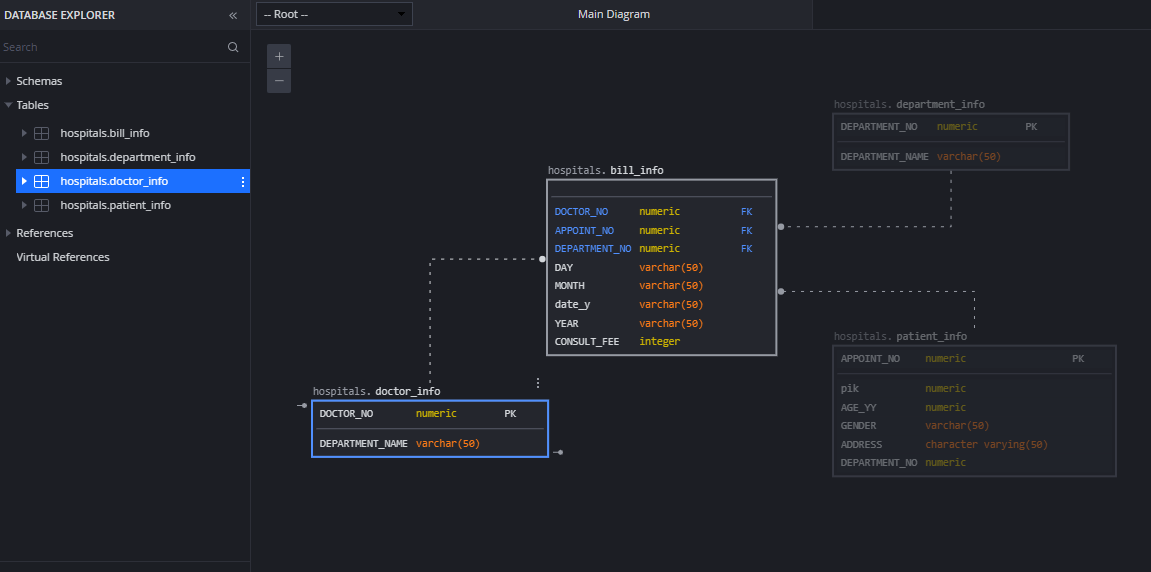 DATABASE EXPLORER
Search
Schemas
Tables
hospitals.bill_info
hospitals.department_info
hospitals.doctor_info
hospitals.patient_info
References
Virtual References
-- Root --
Main Diagram
+
−
hospitals. department_info
DEPARTMENT_NO numeric PK
DEPARTMENT_NAME varchar(50)
hospitals. bill_info
DOCTOR_NO numeric FK
APPOINT_NO numeric FK
DEPARTMENT_NO numeric FK
DAY varchar(50)
MONTH varchar(50)
date_y varchar(50)
YEAR varchar(50)
CONSULT_FEE integer
hospitals. doctor_info
DOCTOR_NO numeric PK
DEPARTMENT_NAME varchar(50)
hospitals. patient_info
APPOINT_NO numeric PK
pik numeric
AGE_YY numeric
GENDER varchar(50)
ADDRESS character varying(50)
DEPARTMENT_NO numeric